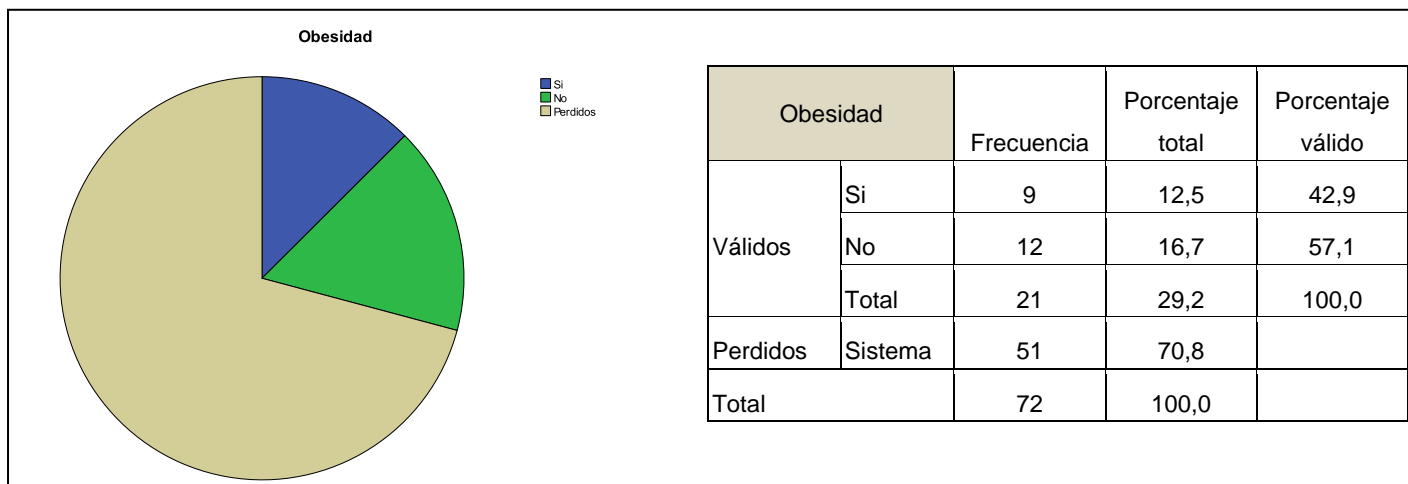 Obesidad
Si
No
Perdidos
Obesidad Frecuencia Porcentaje total Porcentaje válido
Válidos Si 9 12,5 42,9
No 12 16,7 57,1
Total 21 29,2 100,0
Perdidos Sistema 51 70,8
Total 72 100,0